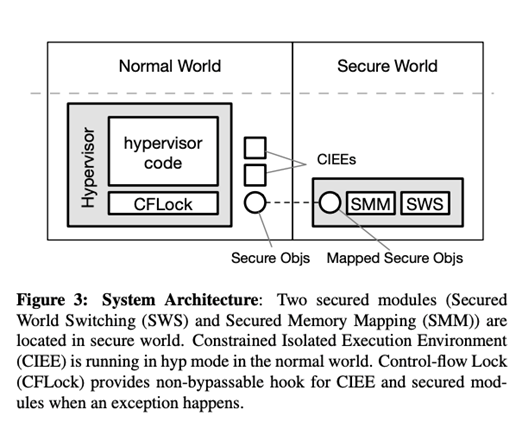 Normal World
Secure World
Hypervisor
hypervisor
code
CFLock
CIEEs
SMM
SWS
Secure Objs
Mapped Secure Objs
Figure 3: System Architecture: Two secured modules (Secured
World Switching (SWS) and Secured Memory Mapping (SMM)) are
located in secure world. Constrained Isolated Execution Environment
(CIEE) is running in hyp mode in the normal world. Control-flow Lock
(CFLock) provides non-bypassable hook for CIEE and secured mod-
ules when an exception happens.